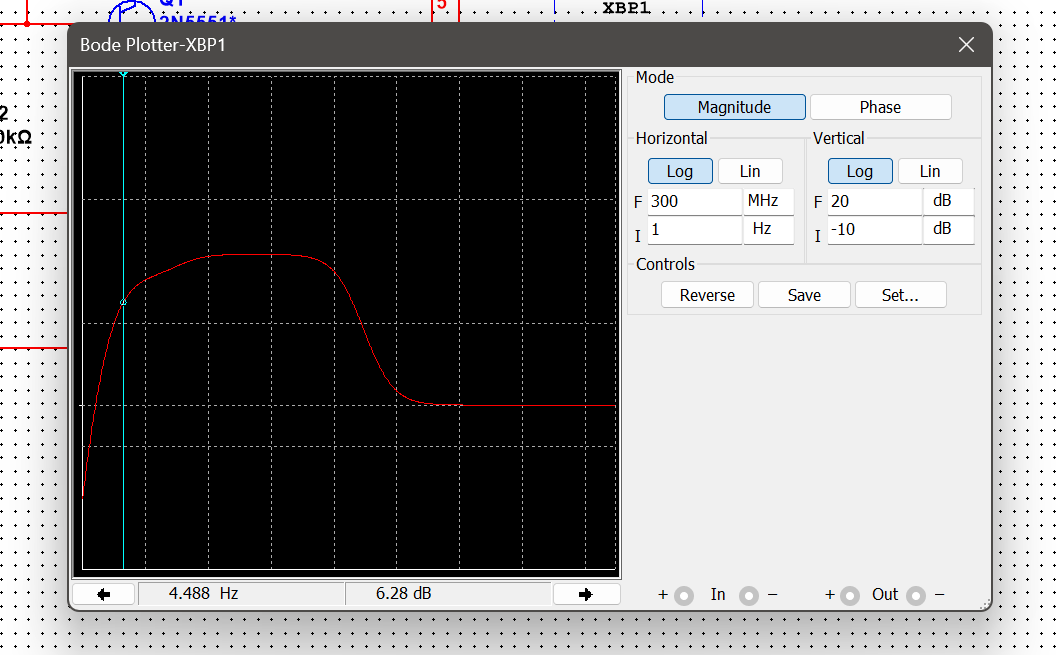 Q1
2N5551*
5
XBP1
Bode Plotter-XBP1
2
0kΩ
Mode
Magnitude Phase
Horizontal Vertical
Log Lin Log Lin
F 300 MHz F 20 dB
I 1 Hz I -10 dB
Controls
Reverse Save Set...
4.488 Hz 6.28 dB
+ In − + Out −